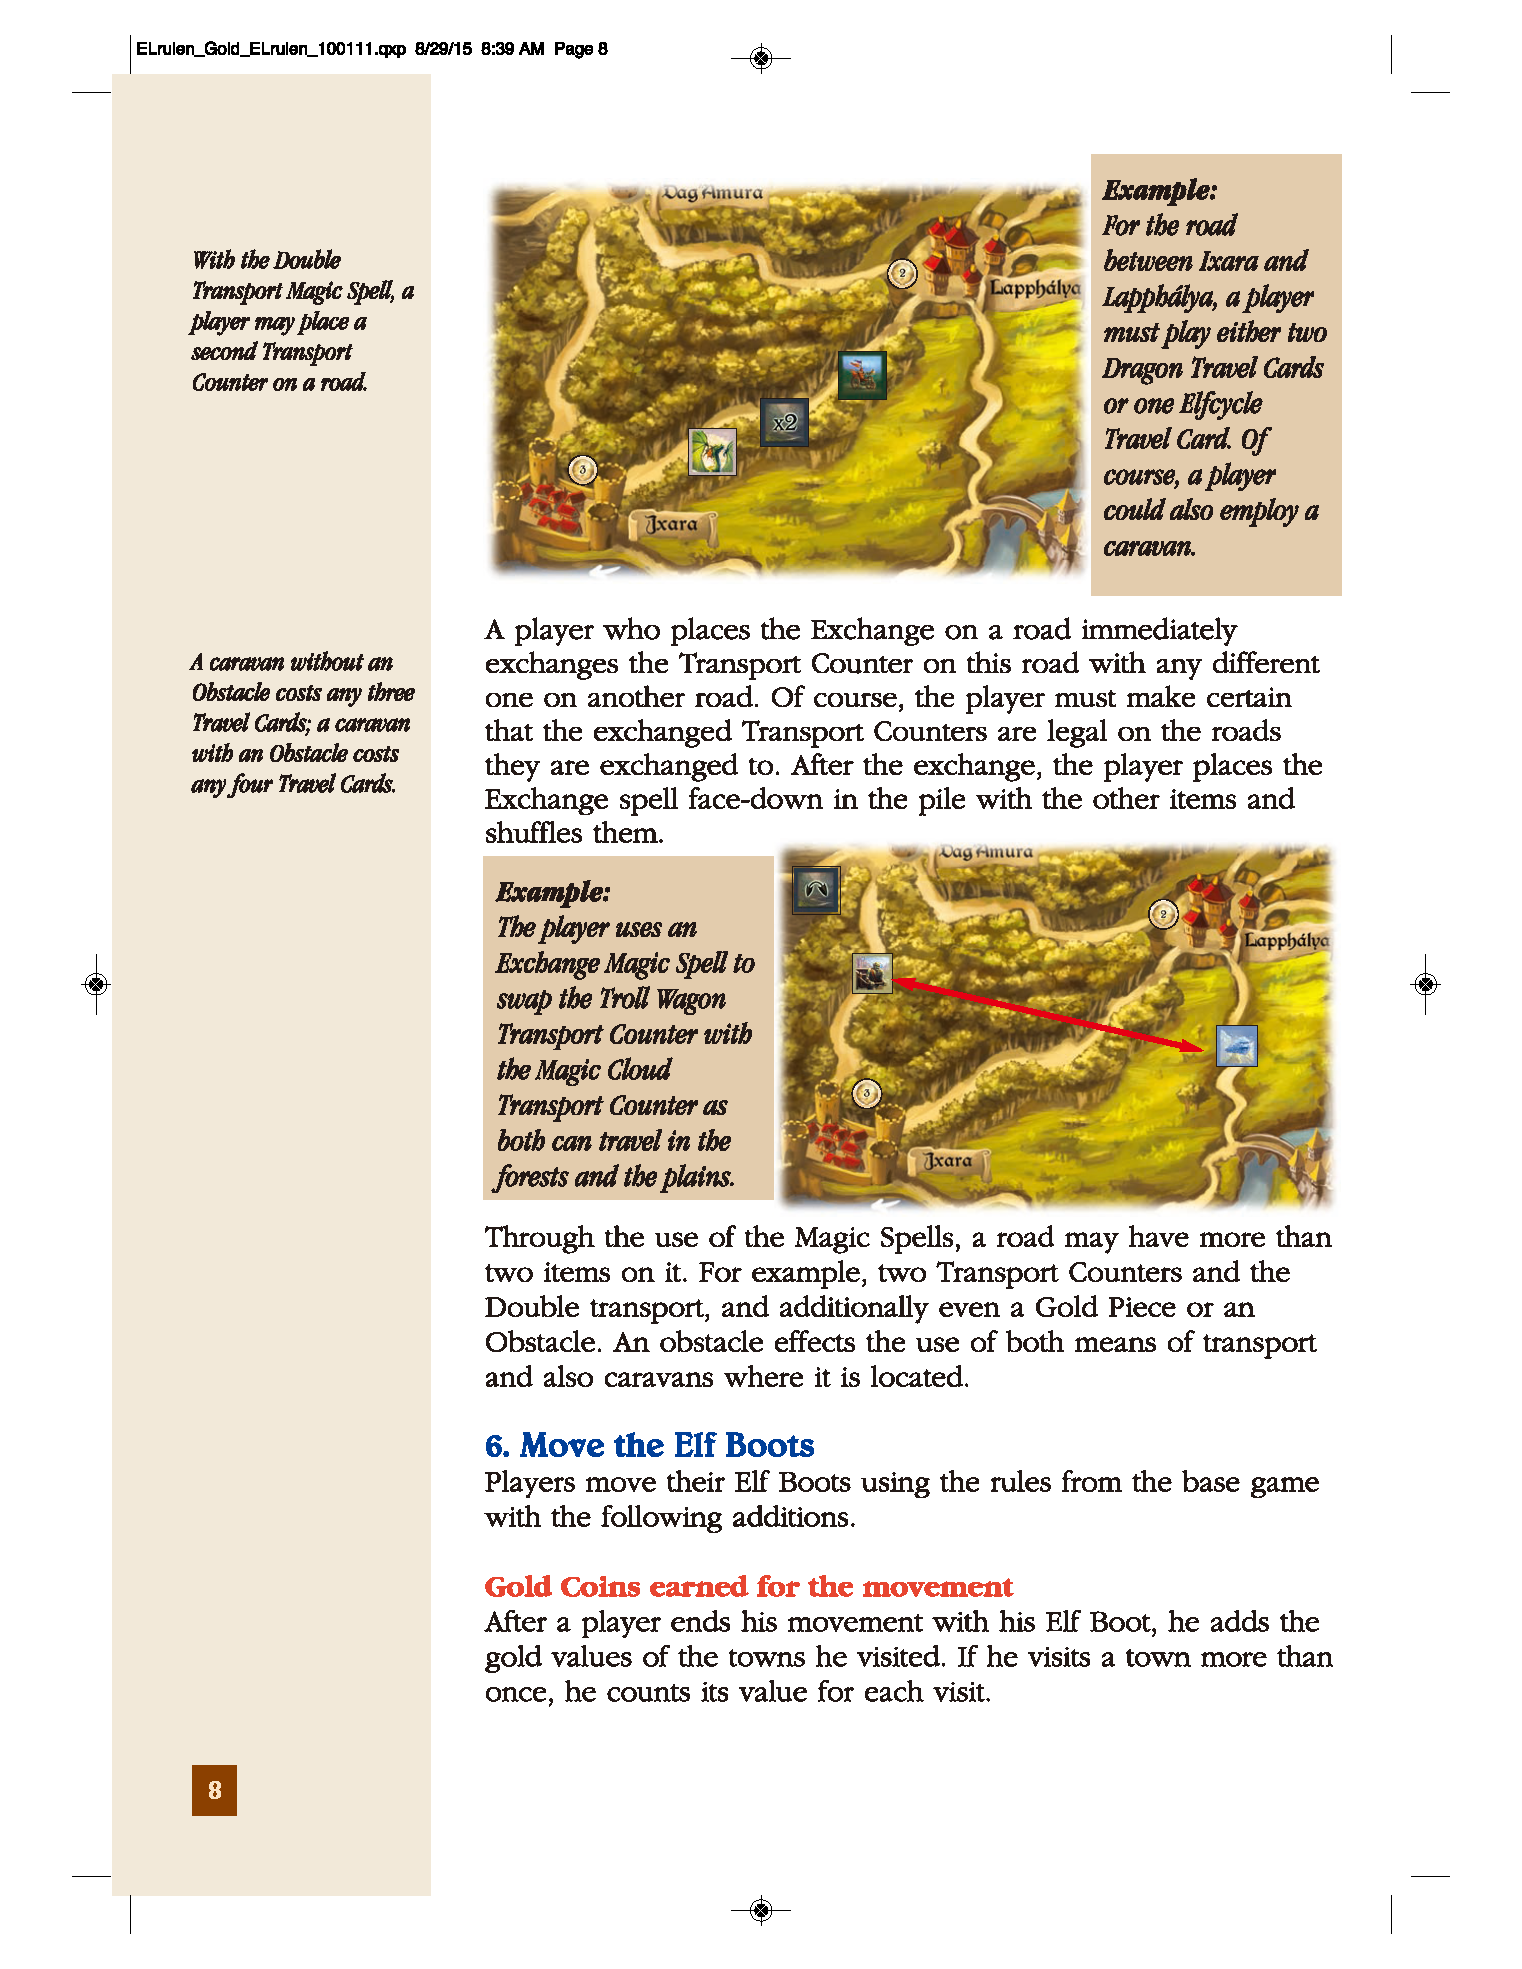 ELrulen_Gold_ELrulen_100111.qxp 8/29/15 8:39 AM Page 8
With the Double
Transport Magic Spell, a
player may place a
second Transport
Counter on a road.
A caravan without an
Obstacle costs any three
Travel Cards; a caravan
with an Obstacle costs
any four Travel Cards.
8
Dag Amura
2
Lapphálya
x2
3
Ixara
Example:
For the road
between Ixara and
Lapphálya, a player
must play either two
Dragon Travel Cards
or one Elfcycle
Travel Card. Of
course, a player
could also employ a
caravan.
A player who places the Exchange on a road immediately
exchanges the Transport Counter on this road with any different
one on another road. Of course, the player must make certain
that the exchanged Transport Counters are legal on the roads
they are exchanged to. After the exchange, the player places the
Exchange spell face-down in the pile with the other items and
shuffles them.
Example:
The player uses an
Exchange Magic Spell to
swap the Troll Wagon
Transport Counter with
the Magic Cloud
Transport Counter as
both can travel in the
forests and the plains.
Dag Amura
2
Lapphálya
3
Ixara
Through the use of the Magic Spells, a road may have more than
two items on it. For example, two Transport Counters and the
Double transport, and additionally even a Gold Piece or an
Obstacle. An obstacle effects the use of both means of transport
and also caravans where it is located.
6. Move the Elf Boots
Players move their Elf Boots using the rules from the base game
with the following additions.
Gold Coins earned for the movement
After a player ends his movement with his Elf Boot, he adds the
gold values of the towns he visited. If he visits a town more than
once, he counts its value for each visit.